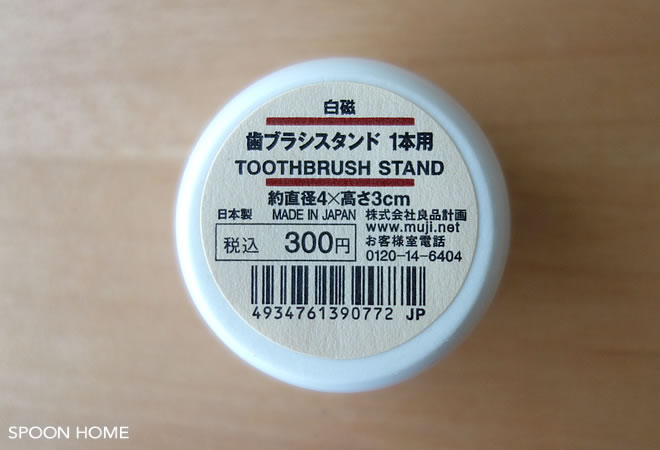 白磁
歯ブラシスタンド 1本用
TOOTHBRUSH STAND
約直径4×高さ3cm
日本製 MADE IN JAPAN 株式会社良品計画
www.muji.net
税込 300円
お客様室電話
0120-14-6404
4934761390772 JP
SPOON HOME